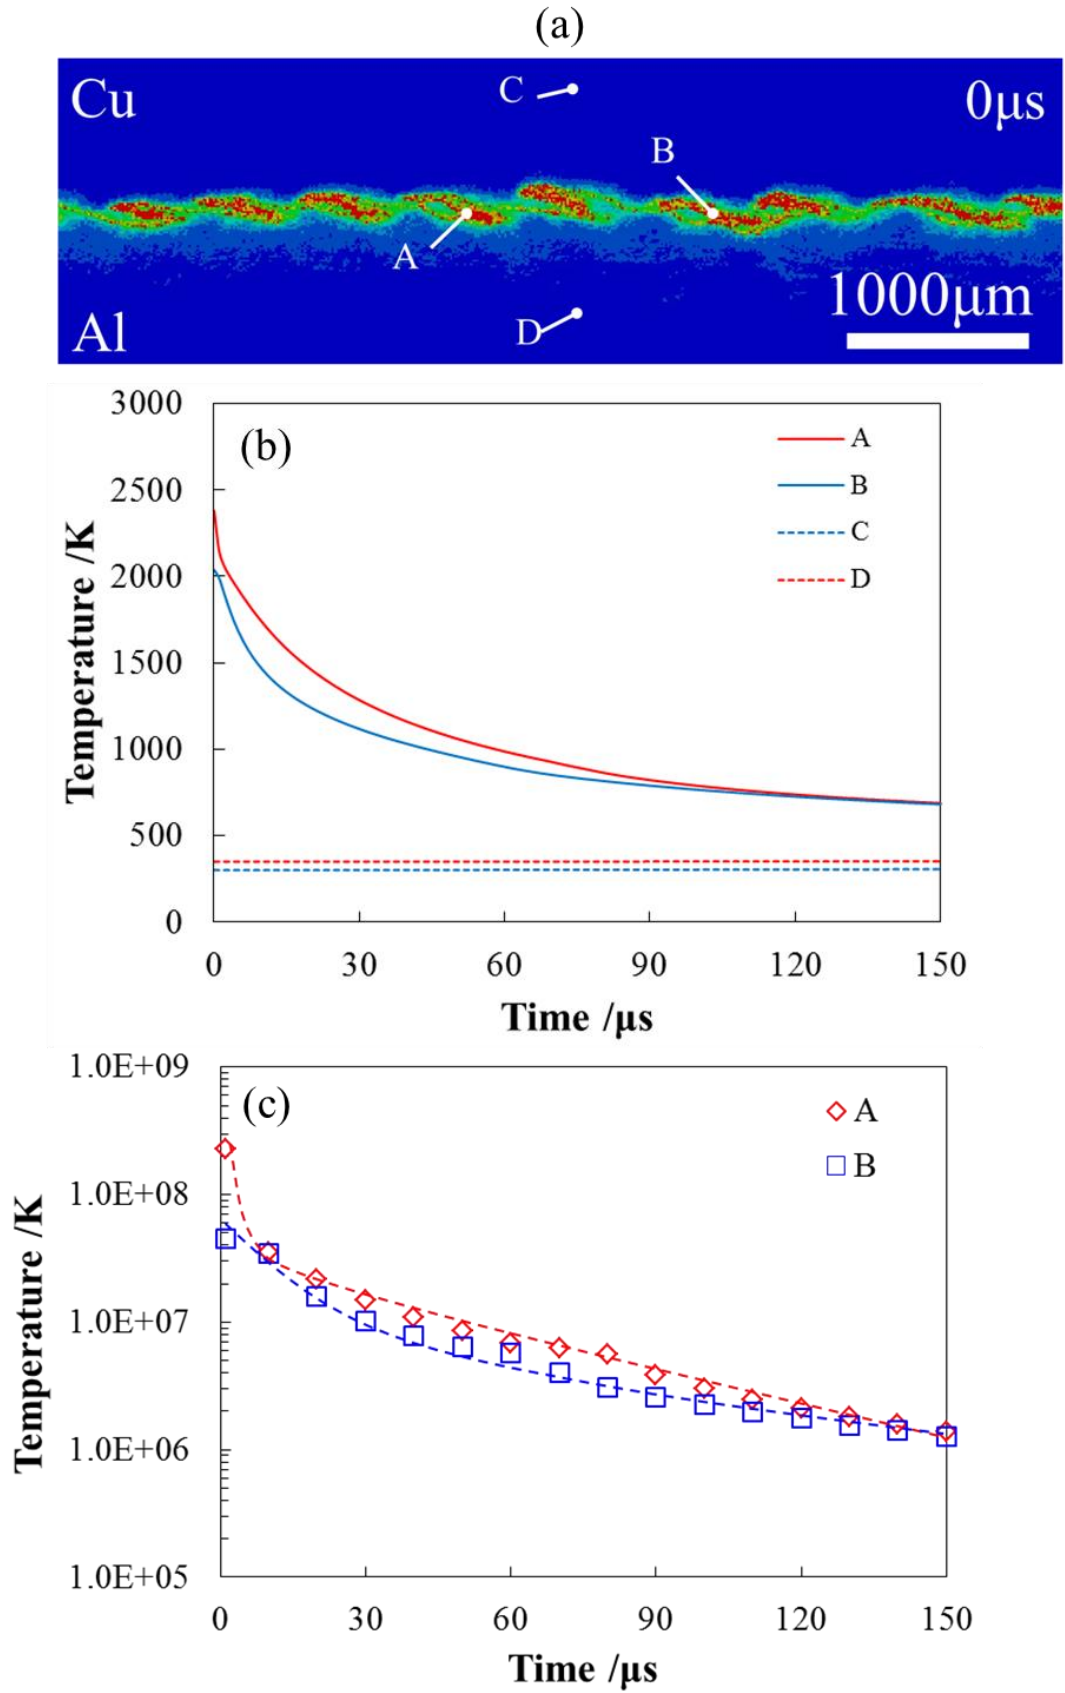 (a)
Cu
C
0μs
B
A
1000μm
Al
D
3000
(b)
A
2500
B
C
2000
D
1500
1000
500
0
Temperature /K
0 30 60 90 120 150
Time /μs
1.0E+09
(c)
A
B
1.0E+08
1.0E+07
1.0E+06
1.0E+05
Temperature /K
0 30 60 90 120 150
Time /μs